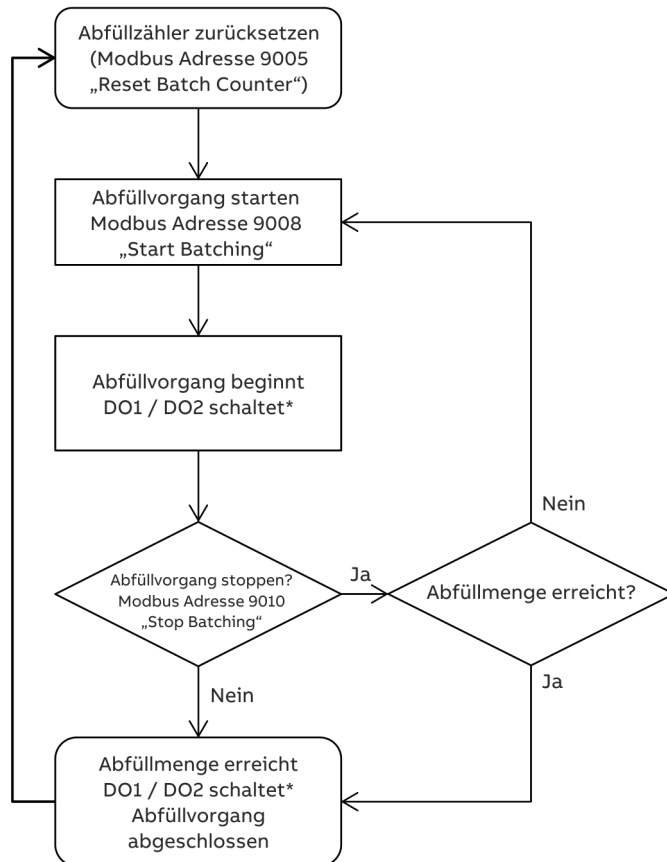 Abfüllzähler zurücksetzen
(Modbus Adresse 9005
„Reset Batch Counter“)
Abfüllvorgang starten
Modbus Adresse 9008
„Start Batching“
Abfüllvorgang beginnt
DO1 / DO2 schaltet*
Nein
Abfüllvorgang stoppen?
Modbus Adresse 9010
„Stop Batching“
Ja
Abfüllmenge erreicht?
Nein
Ja
Abfüllmenge erreicht
DO1 / DO2 schaltet*
Abfüllvorgang
abgeschlossen